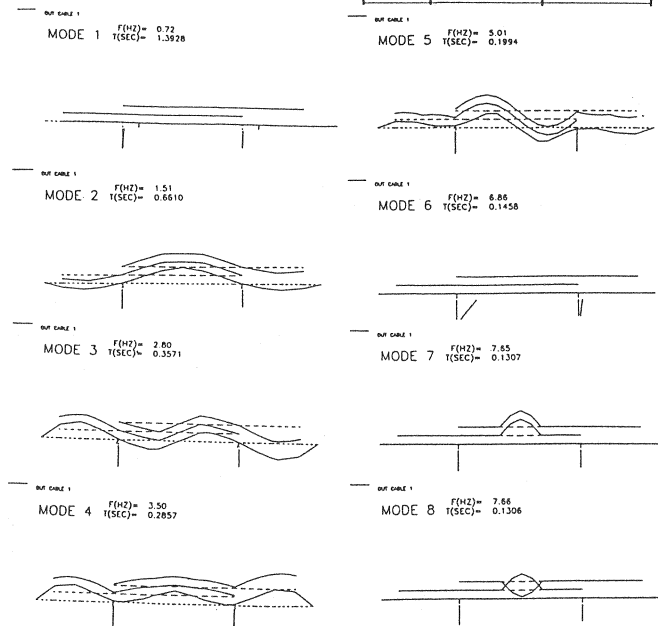 OUT CABLE 1
MODE 1 F(HZ)= 0.72
T(SEC)= 1.3928
OUT CABLE 1
MODE 2 F(HZ)= 1.51
T(SEC)= 0.6610
OUT CABLE 1
MODE 3 F(HZ)= 2.80
T(SEC)= 0.3571
OUT CABLE 1
MODE 4 F(HZ)= 3.50
T(SEC)= 0.2857
OUT CABLE 1
MODE 5 F(HZ)= 5.01
T(SEC)= 0.1994
OUT CABLE 1
MODE 6 F(HZ)= 6.86
T(SEC)= 0.1458
OUT CABLE 1
MODE 7 F(HZ)= 7.65
T(SEC)= 0.1307
OUT CABLE 1
MODE 8 F(HZ)= 7.66
T(SEC)= 0.1306